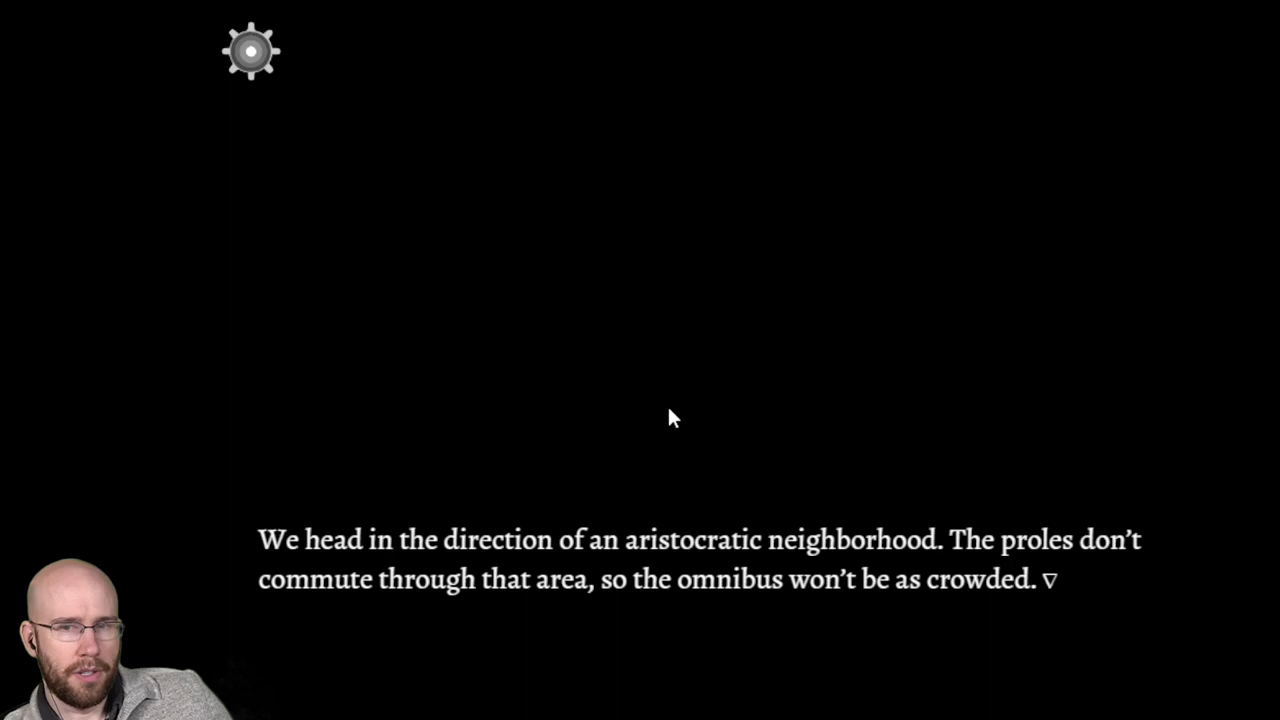 We head in the direction of an aristocratic neighborhood. The proles don’t
commute through that area, so the omnibus won’t be as crowded. ▿